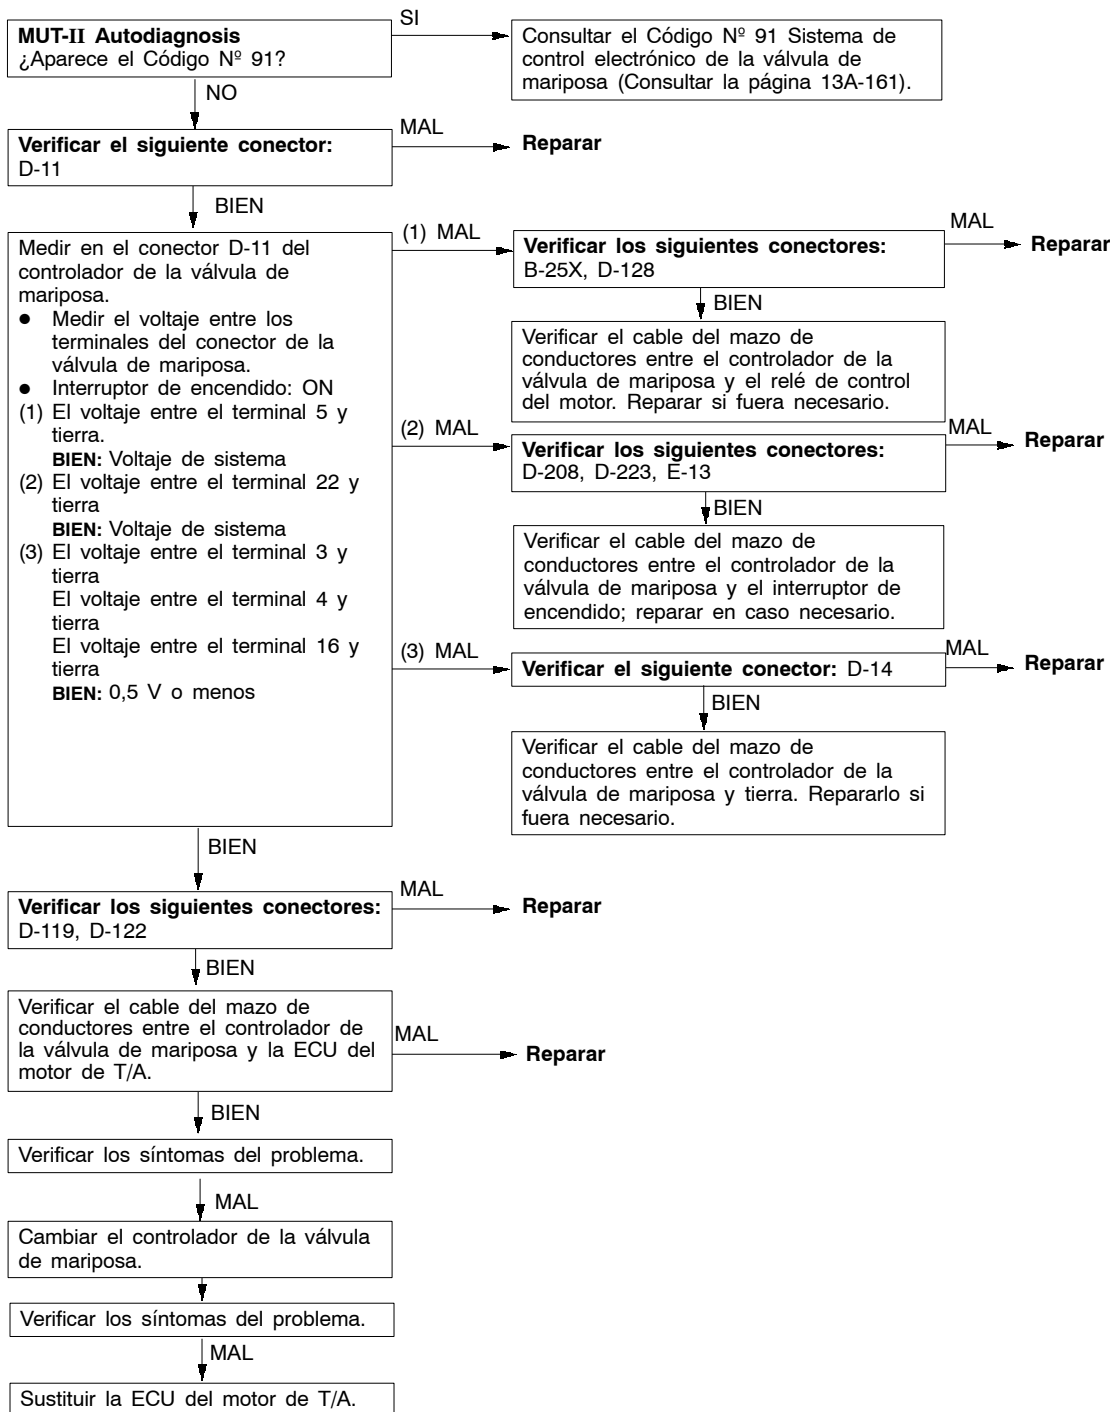 MUT-II Autodiagnosis
¿Aparece el Código Nº 91?
SI
Consultar el Código Nº 91 Sistema de
control electrónico de la válvula de
mariposa (Consultar la página 13A-161).
NO
Verificar el siguiente conector:
D-11
MAL
Reparar
BIEN
Medir en el conector D-11 del
controlador de la válvula de
mariposa.
● Medir el voltaje entre los
terminales del conector de la
válvula de mariposa.
● Interruptor de encendido: ON
(1) El voltaje entre el terminal 5 y
tierra.
BIEN: Voltaje de sistema
(2) El voltaje entre el terminal 22 y
tierra
BIEN: Voltaje de sistema
(3) El voltaje entre el terminal 3 y
tierra
El voltaje entre el terminal 4 y
tierra
El voltaje entre el terminal 16 y
tierra
BIEN: 0,5 V o menos
(1) MAL
Verificar los siguientes conectores:
B-25X, D-128
MAL
Reparar
BIEN
Verificar el cable del mazo de
conductores entre el controlador de la
válvula de mariposa y el relé de control
del motor. Reparar si fuera necesario.
(2) MAL
Verificar los siguientes conectores:
D-208, D-223, E-13
MAL
Reparar
BIEN
Verificar el cable del mazo de
conductores entre el controlador de la
válvula de mariposa y el interruptor de
encendido; reparar en caso necesario.
(3) MAL
Verificar el siguiente conector: D-14
MAL
Reparar
BIEN
Verificar el cable del mazo de
conductores entre el controlador de la
válvula de mariposa y tierra. Repararlo si
fuera necesario.
BIEN
Verificar los siguientes conectores:
D-119, D-122
MAL
Reparar
BIEN
Verificar el cable del mazo de
conductores entre el controlador de
la válvula de mariposa y la ECU del
motor de T/A.
MAL
Reparar
BIEN
Verificar los síntomas del problema.
MAL
Cambiar el controlador de la válvula
de mariposa.
Verificar los síntomas del problema.
MAL
Sustituir la ECU del motor de T/A.